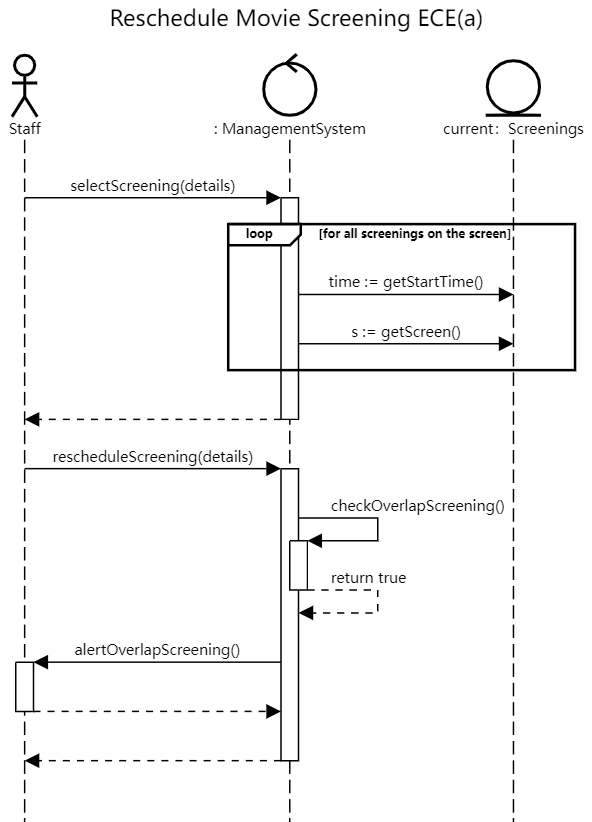 Reschedule Movie Screening ECE(a)
Staff
: ManagementSystem
current: Screenings
selectScreening(details)
loop
[for all screenings on the screen]
time := getStartTime()
s := getScreen()
rescheduleScreening(details)
checkOverlapScreening()
return true
alertOverlapScreening()